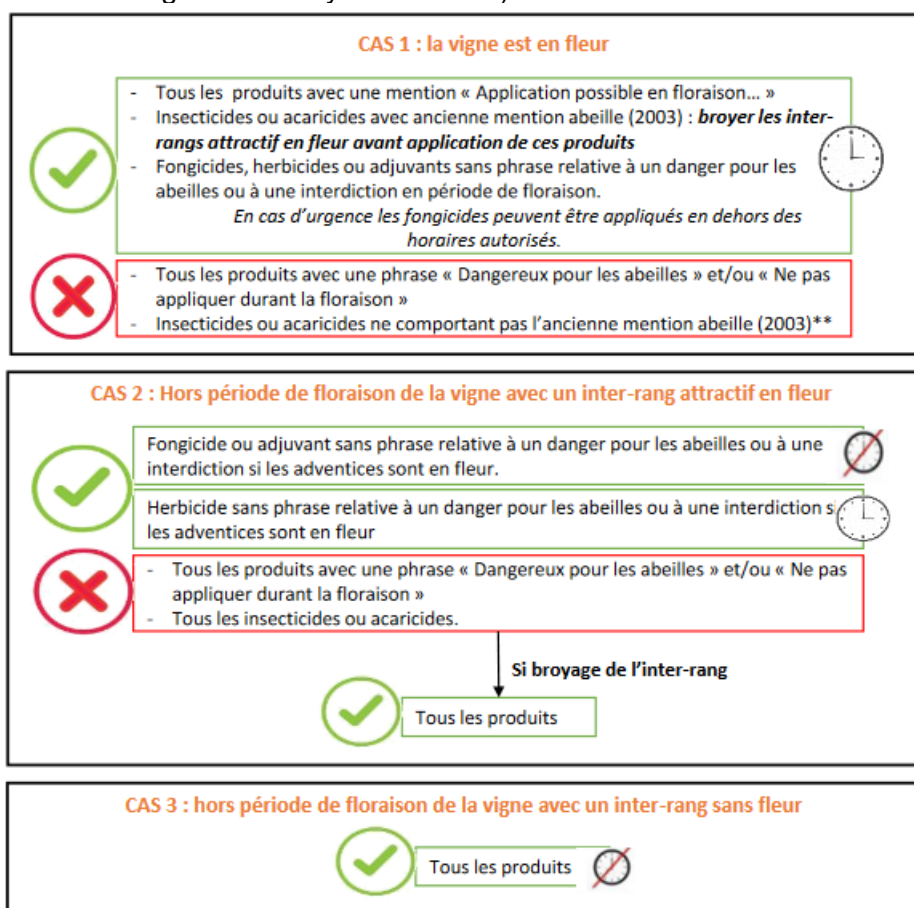 CAS 1 : la vigne est en fleur
- Tous les produits avec une mention « Application possible en floraison... »
- Insecticides ou acaricides avec ancienne mention abeille (2003) : broyer les inter-
rangs attractif en fleur avant application de ces produits
- Fongicides, herbicides ou adjuvants sans phrase relative à un danger pour les
abeilles ou à une interdiction en période de floraison.
En cas d’urgence les fongicides peuvent être appliqués en dehors des
horaires autorisés.
- Tous les produits avec une phrase « Dangereux pour les abeilles » et/ou « Ne pas
appliquer durant la floraison »
- Insecticides ou acaricides ne comportant pas l’ancienne mention abeille (2003)**
CAS 2 : Hors période de floraison de la vigne avec un inter-rang attractif en fleur
Fongicide ou adjuvant sans phrase relative à un danger pour les abeilles ou à une
interdiction si les adventices sont en fleur.
Herbicide sans phrase relative à un danger pour les abeilles ou à une interdiction s
les adventices sont en fleur
- Tous les produits avec une phrase « Dangereux pour les abeilles » et/ou « Ne pas
appliquer durant la floraison »
- Tous les insecticides ou acaricides.
Si broyage de l’inter-rang
Tous les produits
CAS 3 : hors période de floraison de la vigne avec un inter-rang sans fleur
Tous les produits